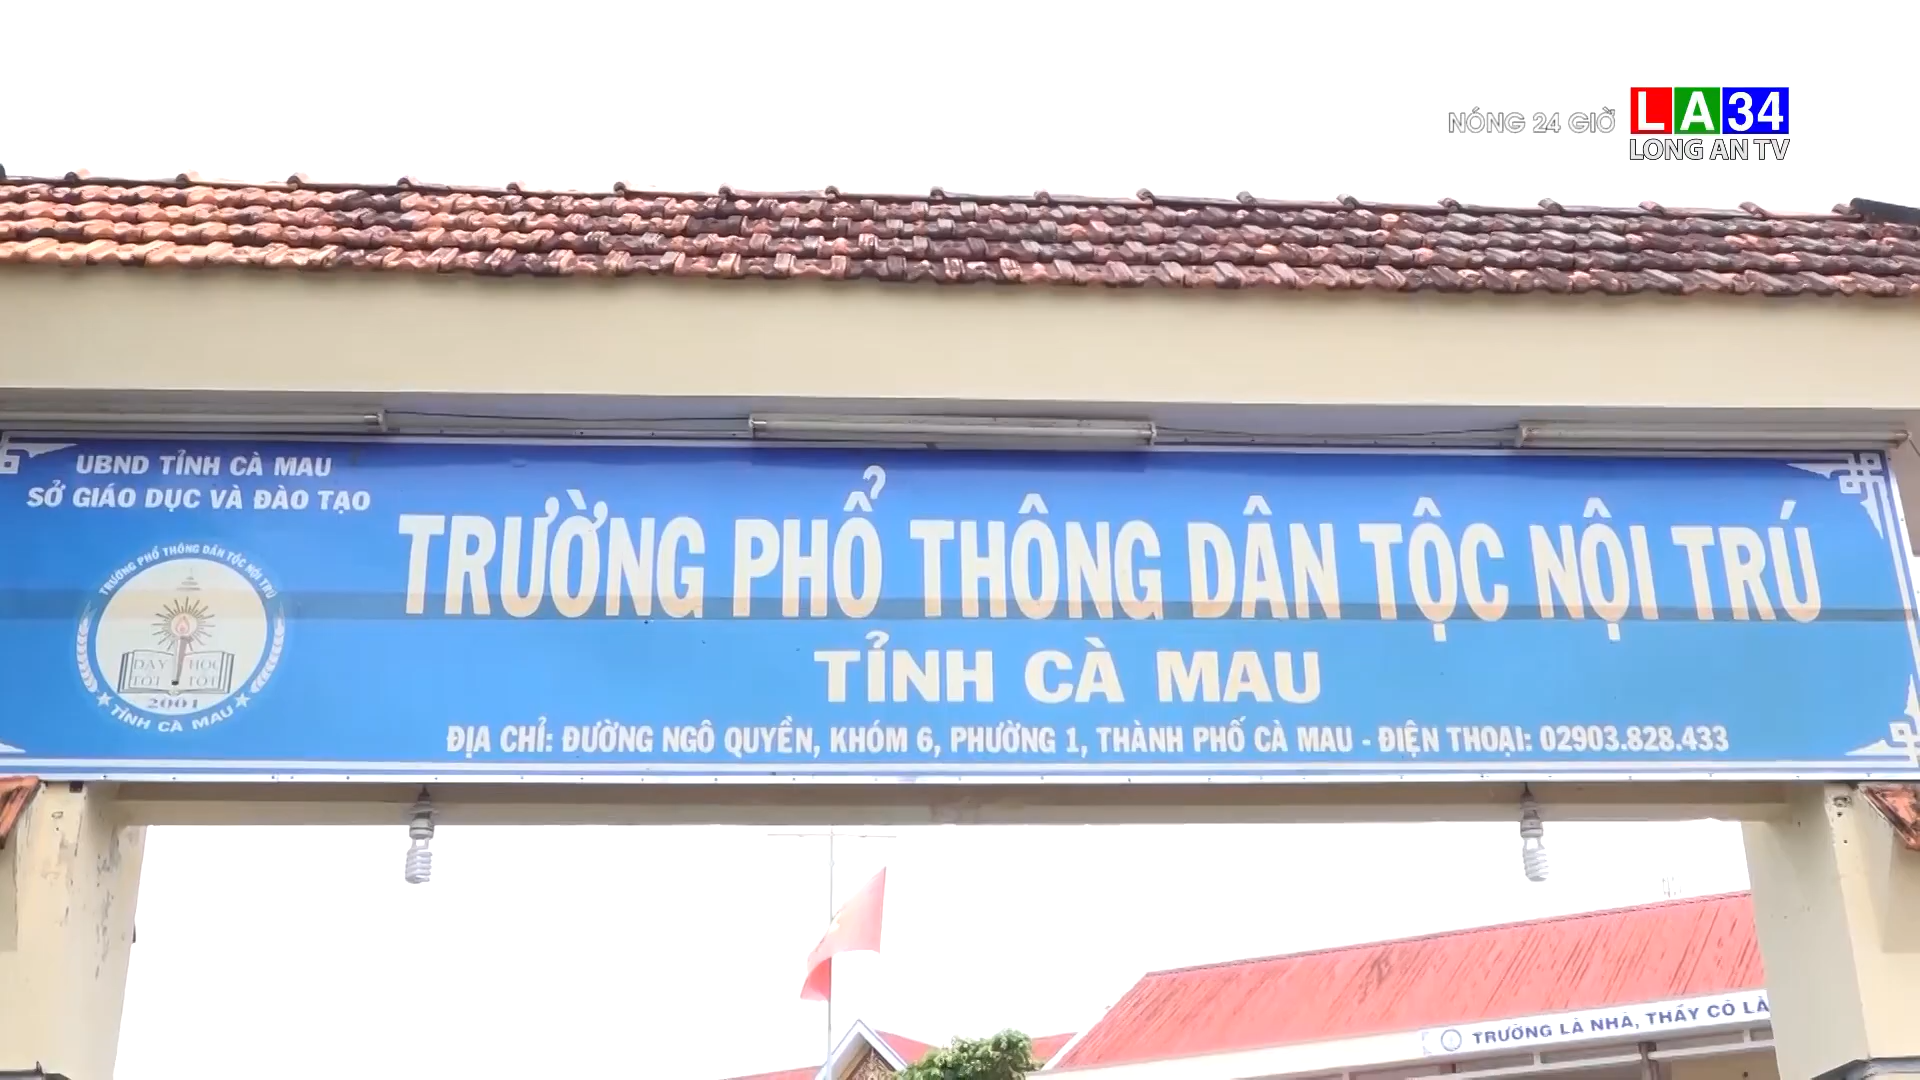 NÓNG 24 GIỜ
LA34
LONG AN TV
UBND TỈNH CÀ MAU
SỞ GIÁO DỤC VÀ ĐÀO TẠO
TRƯỜNG PHỔ THÔNG DÂN TỘC NỘI TRÚ
TỈNH CÀ MAU
ĐỊA CHỈ: ĐƯỜNG NGÔ QUYỀN, KHÓM 6, PHƯỜNG 1, THÀNH PHỐ CÀ MAU - ĐIỆN THOẠI: 02903.828.433
TRƯỜNG PHỔ THÔNG DÂN TỘC NỘI TRÚ
DẠY HỌC
TỐT TỐT
2001
TỈNH CÀ MAU
TRƯỜNG LÀ NHÀ, THẦY CÔ LÀ